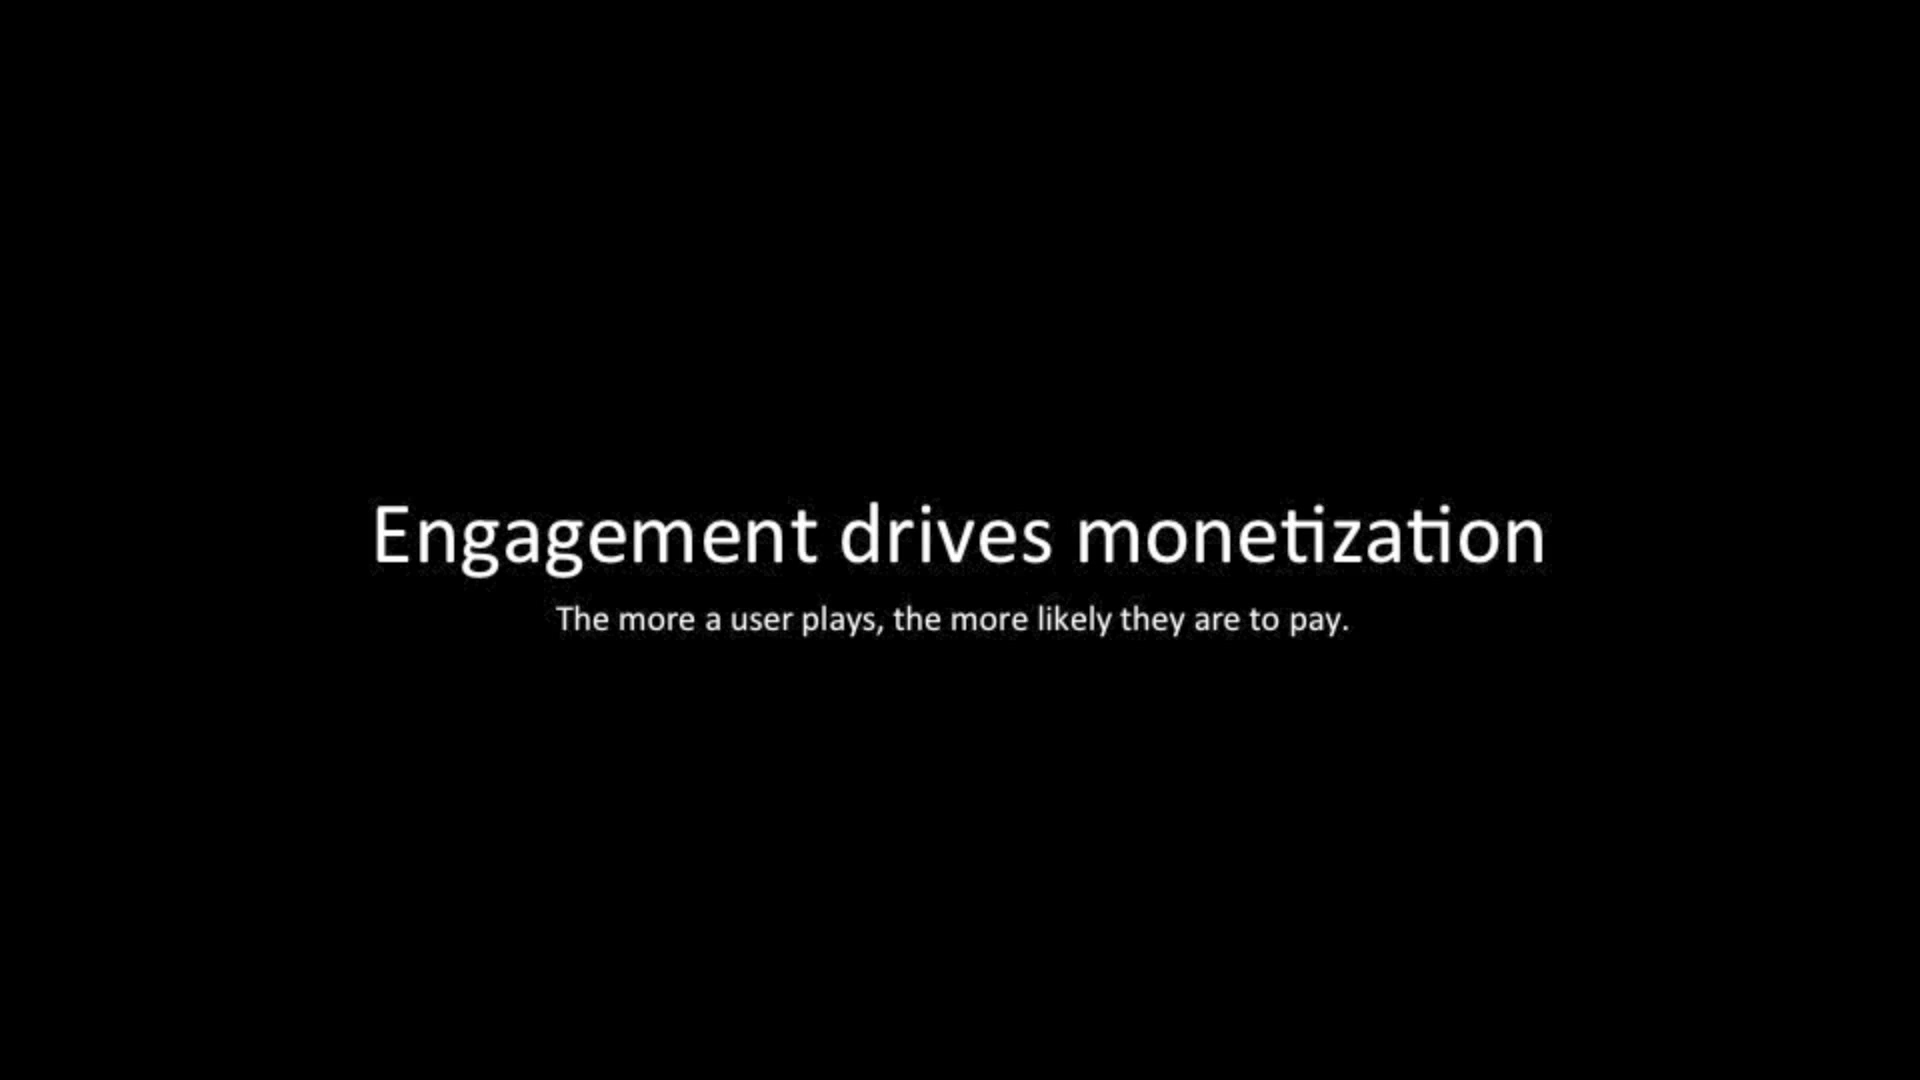 Engagement drives monetization
The more a user plays, the more likely they are to pay.